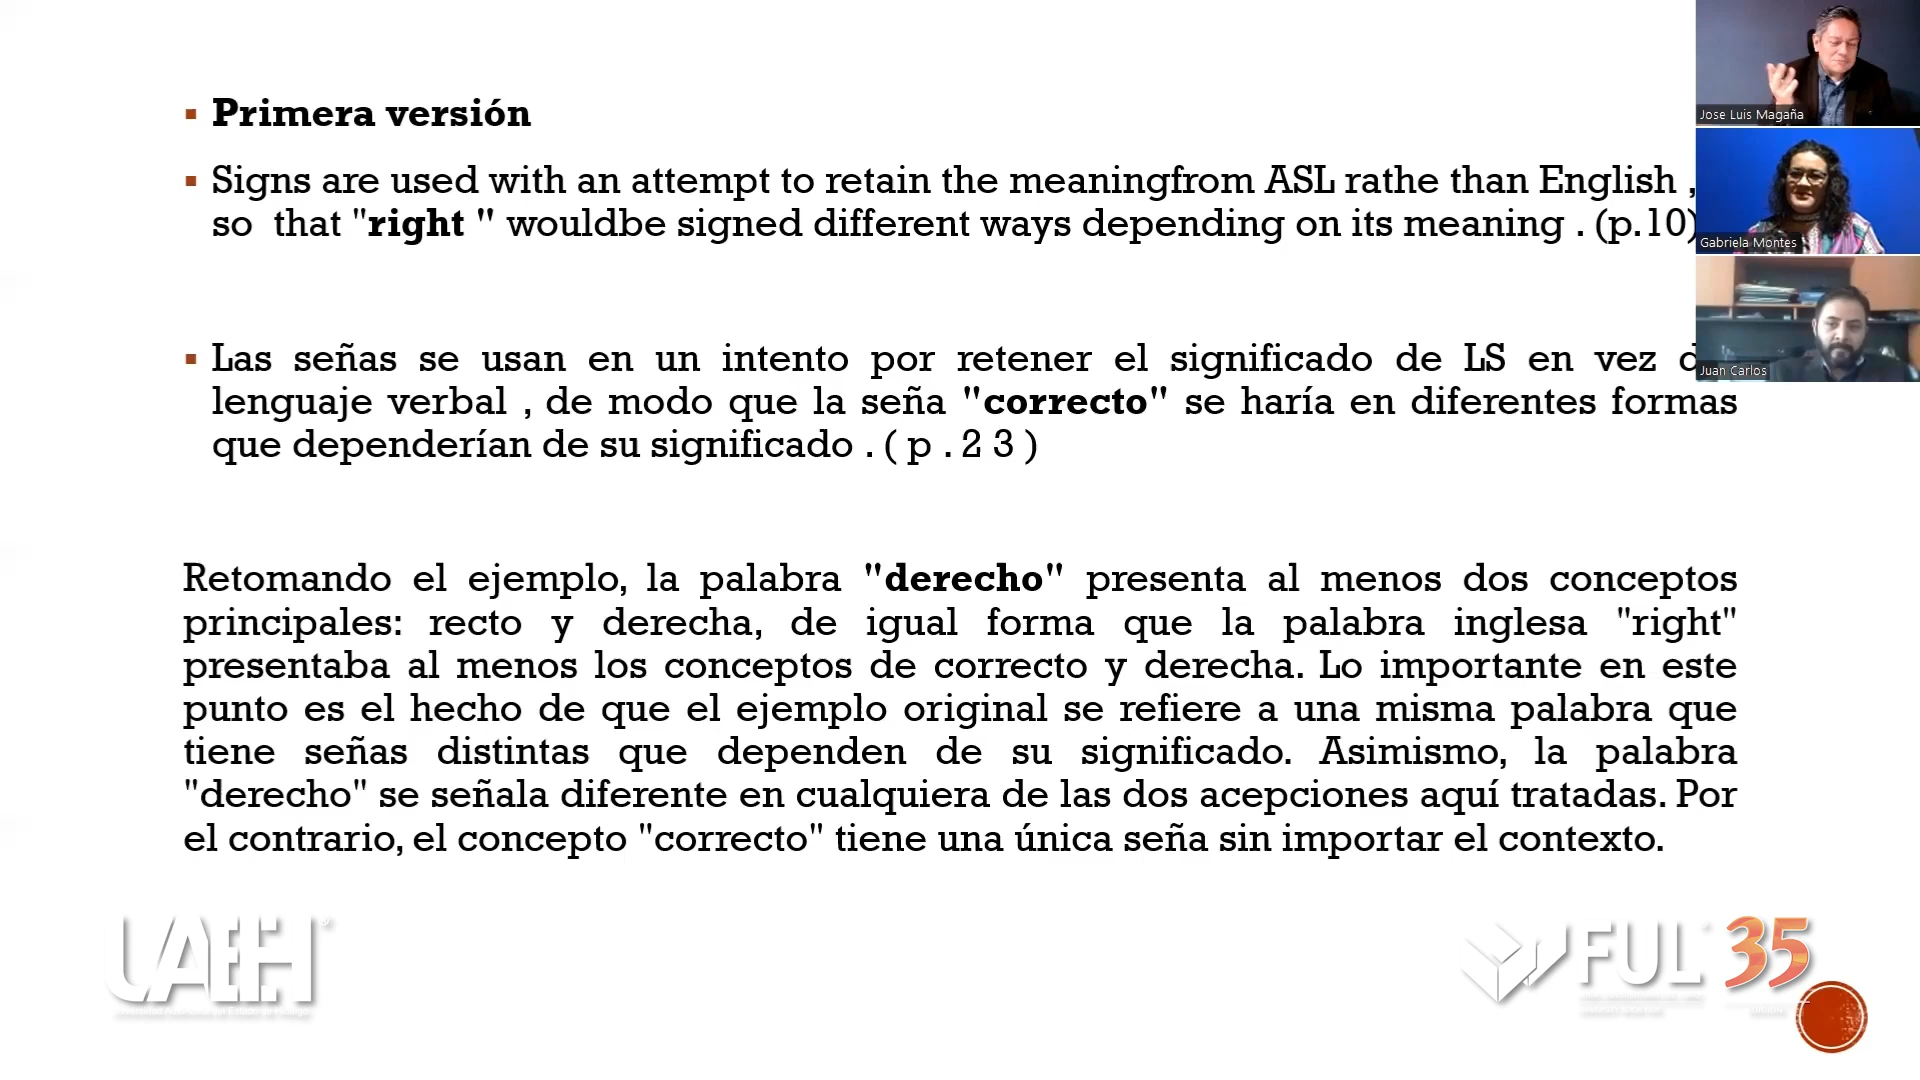 Primera versión
Signs are used with an attempt to retain the meaningfrom ASL rathe than English ,
so that "right " wouldbe signed different ways depending on its meaning . (p.10)
Las señas se usan en un intento por retener el significado de LS en vez
lenguaje verbal , de modo que la seña "correcto" se haría en diferentes formas
que dependerían de su significado . ( p . 2 3 )
Retomando el ejemplo, la palabra "derecho" presenta al menos dos conceptos
principales: recto y derecha, de igual forma que la palabra inglesa "right"
presentaba al menos los conceptos de correcto y derecha. Lo importante en este
punto es el hecho de que el ejemplo original se refiere a una misma palabra que
tiene señas distintas que dependen de su significado. Asimismo, la palabra
"derecho" se señala diferente en cualquiera de las dos acepciones aquí tratadas. Por
el contrario, el concepto "correcto" tiene una única seña sin importar el contexto.
Jose Luis Magaña
Gabriela Montes
Juan Carlos
UAEH
Universidad Autónoma del Estado de Hidalgo
FUL 35